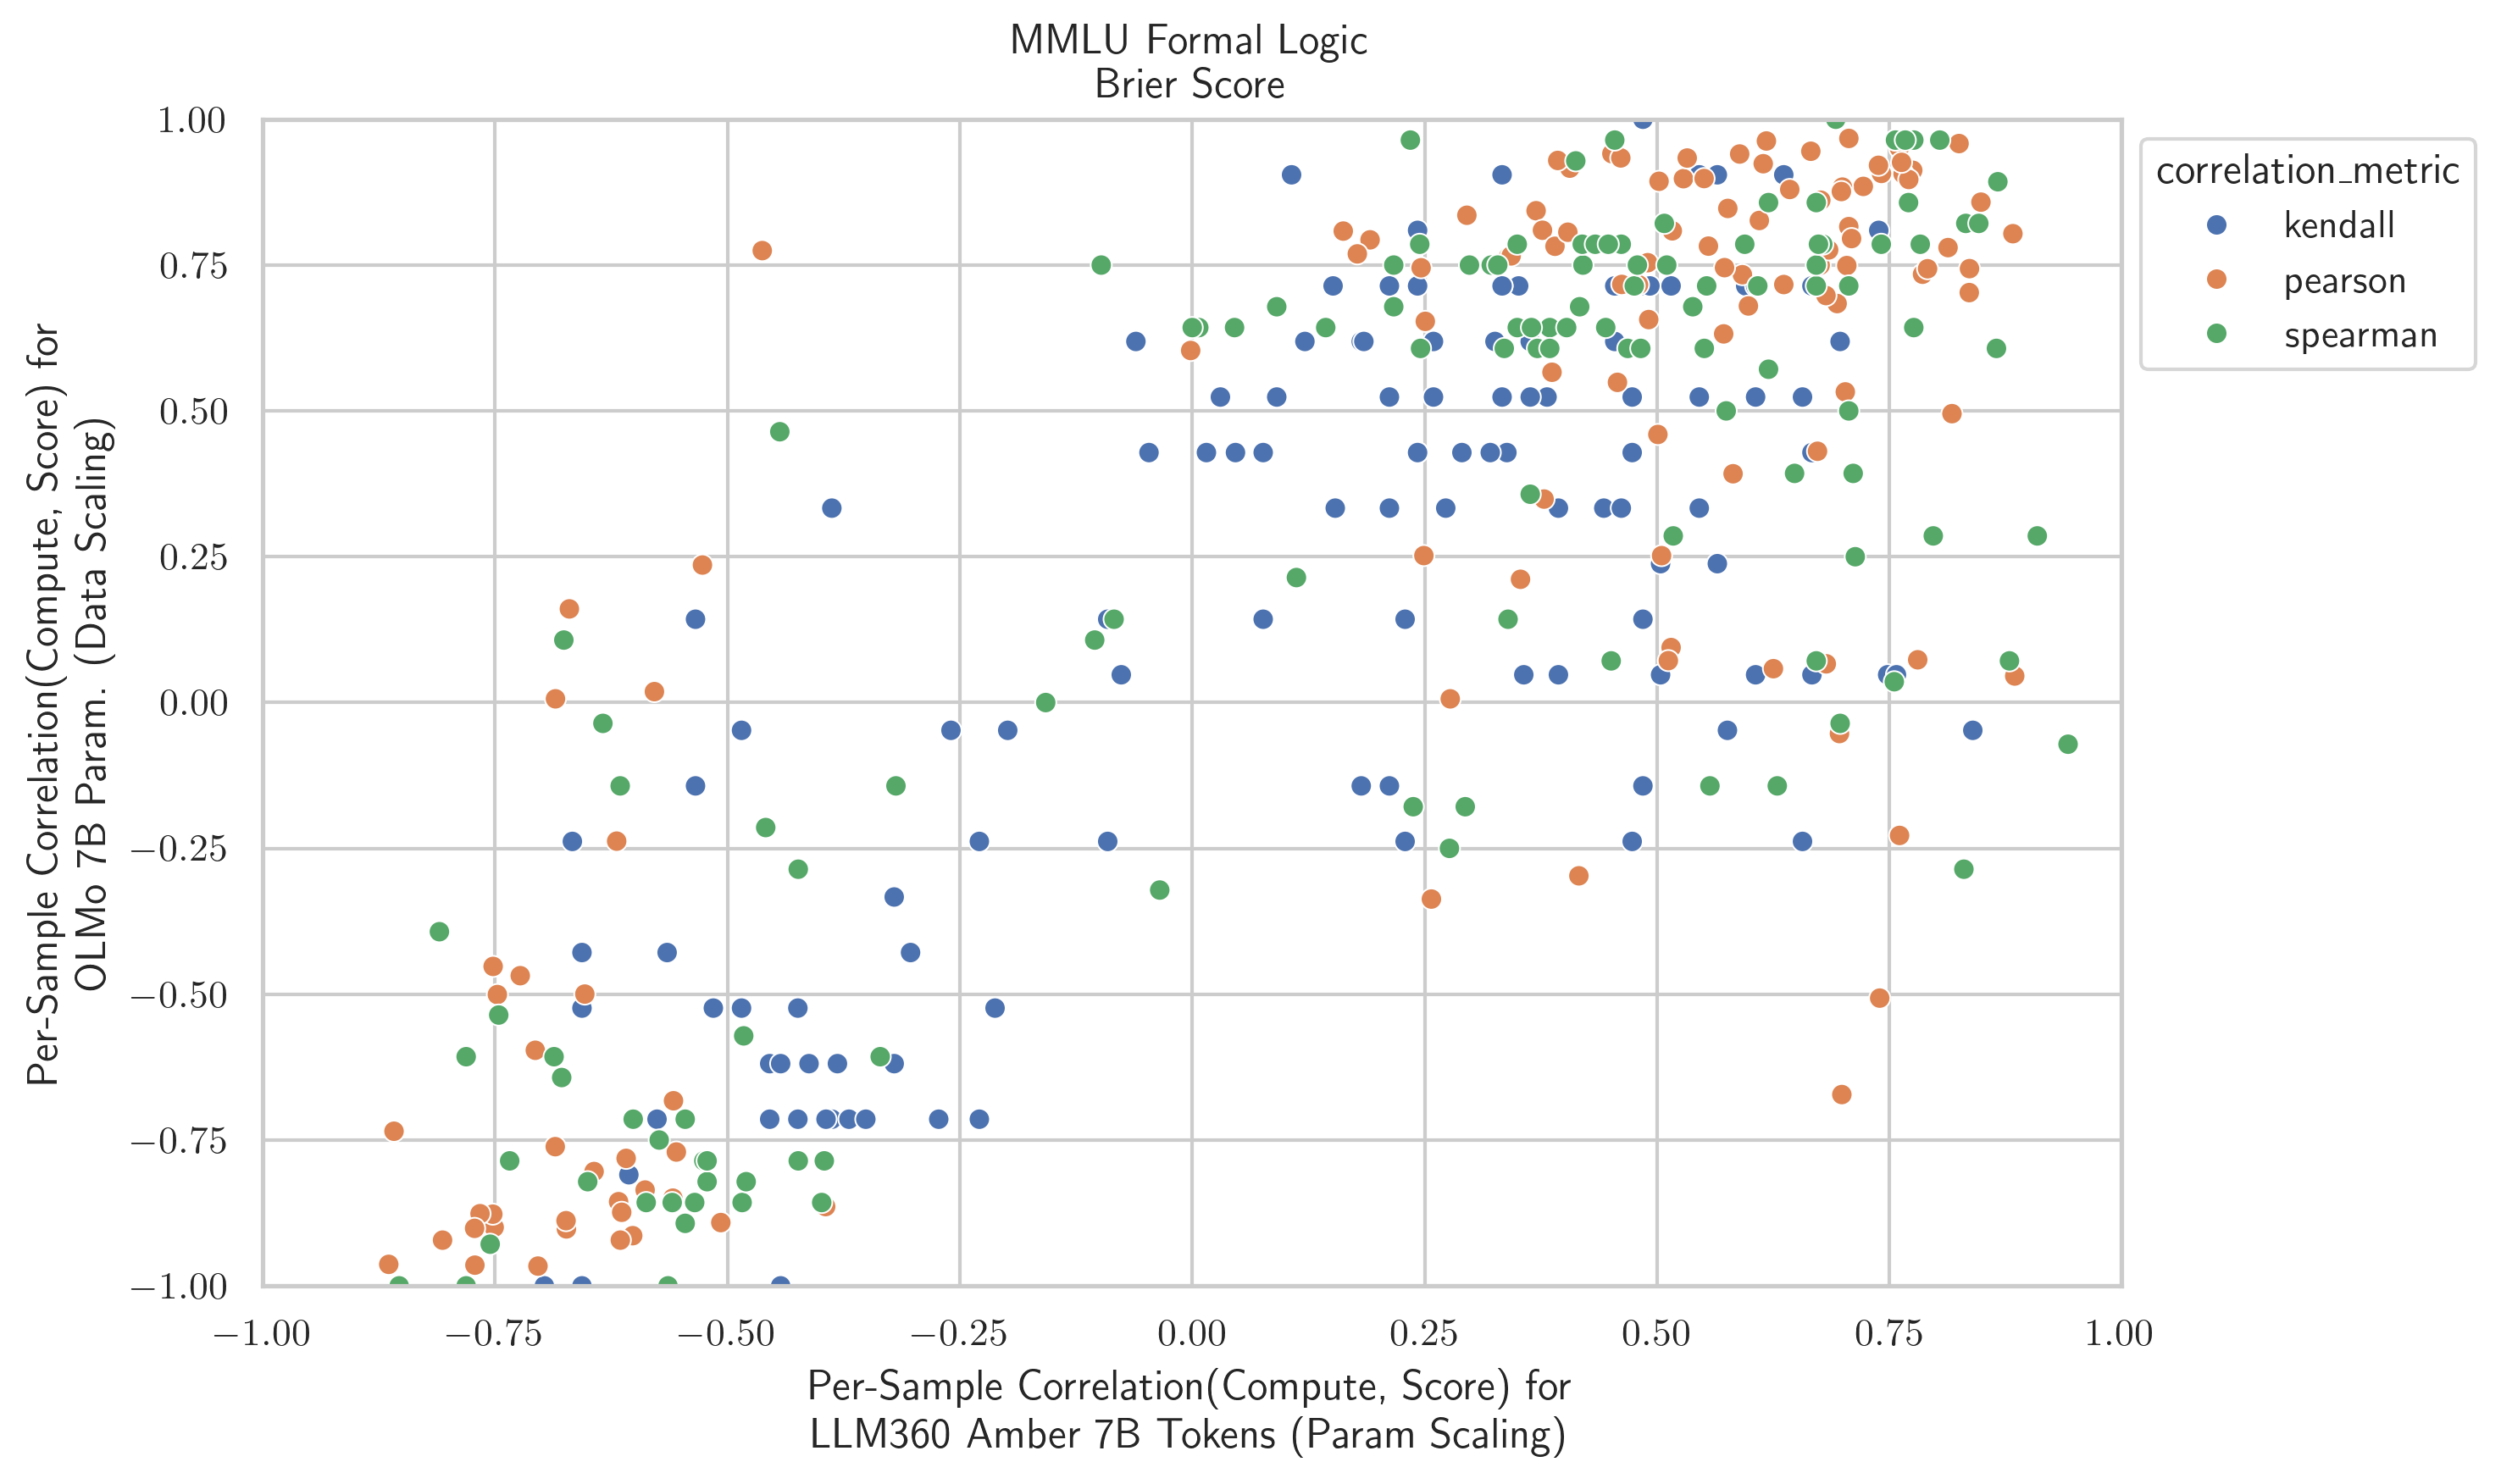 MMLU Formal Logic
Brier Score
Per-Sample Correlation(Compute, Score) for
OLMo 7B Param. (Data Scaling)
1.00
0.75
0.50
0.25
0.00
−0.25
−0.50
−0.75
−1.00
−1.00
−0.75
−0.50
−0.25
0.00
0.25
0.50
0.75
1.00
Per-Sample Correlation(Compute, Score) for
LLM360 Amber 7B Tokens (Param Scaling)
correlation_metric
kendall
pearson
spearman